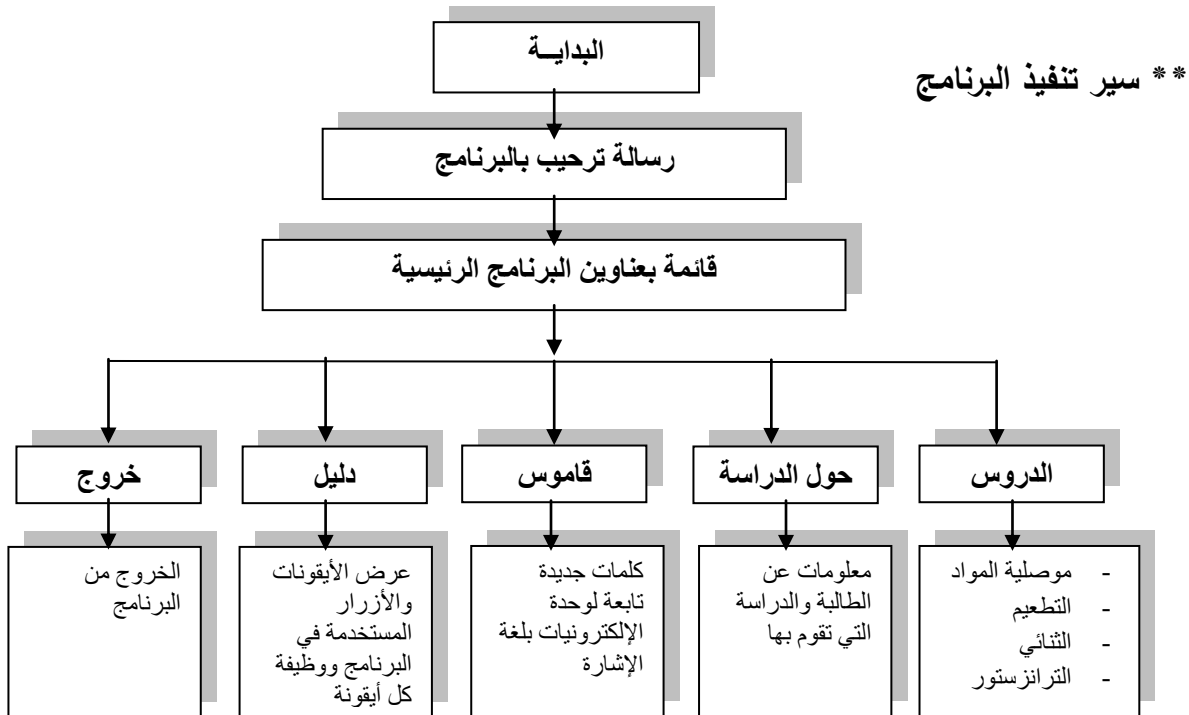 ** سير تنفيذ البرنامج
البدايــة
رسالة ترحيب بالبرنامج
قائمة بعناوين البرنامج الرئيسية
الدروس
حول الدراسة
قاموس
دليل
خروج
- موصلية المواد
- التطعيم
- الثنائي
- الترانزستور
معلومات عن
الطالبة والدراسة
التي تقوم بها
كلمات جديدة
تابعة لوحدة
الإلكترونيات بلغة
الإشارة
عرض الأيقونات
والأزرار
المستخدمة في
البرنامج ووظيفة
كل أيقونة
الخروج من
البرنامج